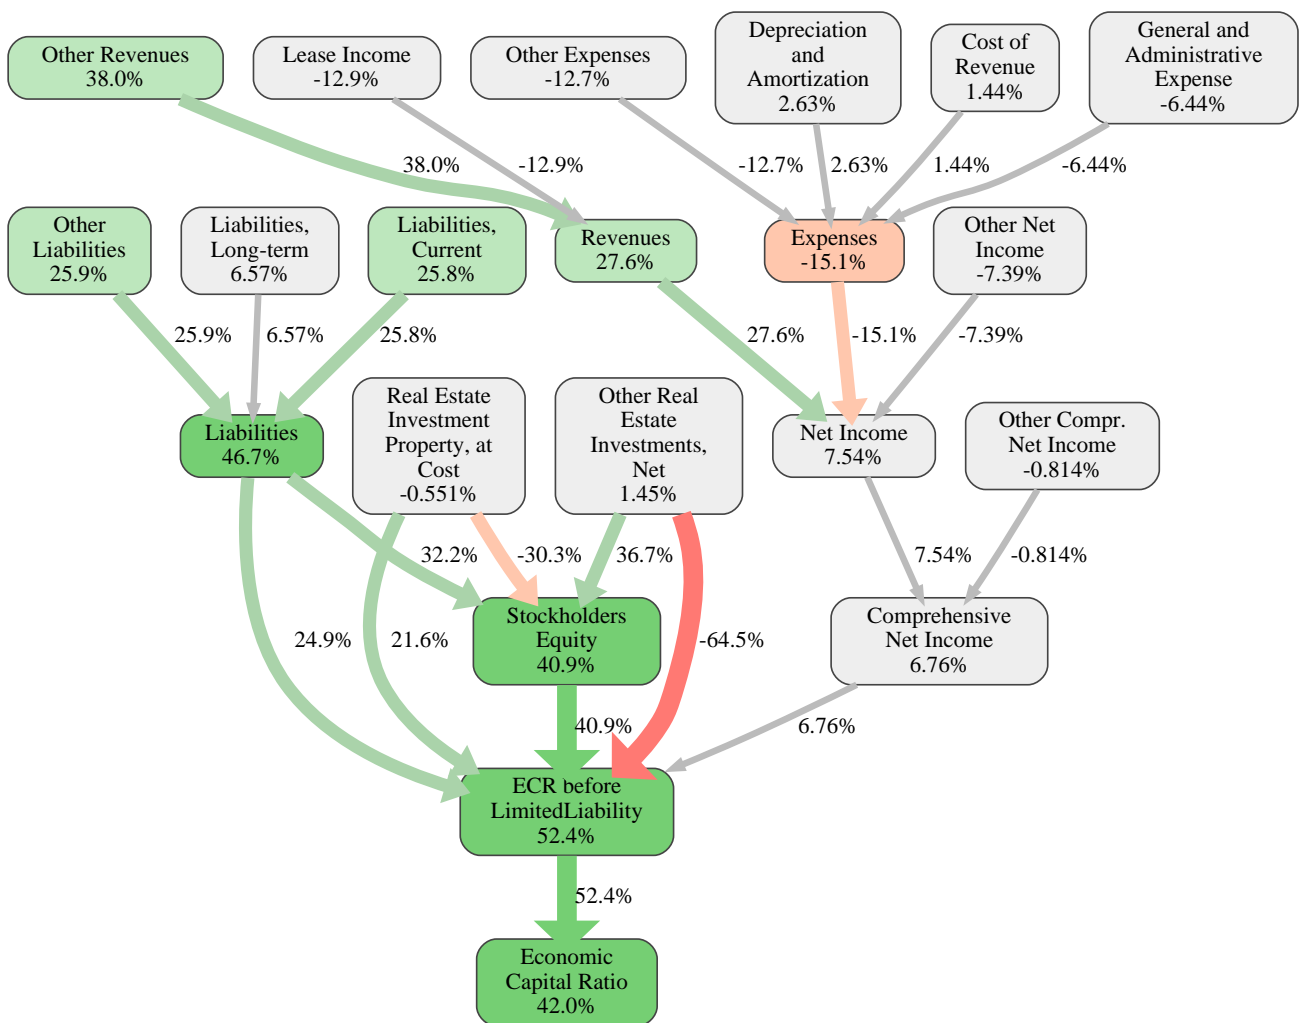 Other Revenues
38.0%
Lease Income
-12.9%
Other Expenses
-12.7%
Depreciation
and
Amortization
2.63%
Cost of
Revenue
1.44%
General and
Administrative
Expense
-6.44%
38.0%
-12.9%
-12.7%
2.63%
1.44%
-6.44%
Other
Liabilities
25.9%
Liabilities,
Long-term
6.57%
Liabilities,
Current
25.8%
Revenues
27.6%
Expenses
-15.1%
Other Net
Income
-7.39%
25.9%
6.57%
25.8%
27.6%
-15.1%
-7.39%
Liabilities
46.7%
Real Estate
Investment
Property, at
Cost
-0.551%
Other Real
Estate
Investments,
Net
1.45%
Net Income
7.54%
Other Compr.
Net Income
-0.814%
32.2%
-30.3%
36.7%
7.54%
-0.814%
Stockholders
Equity
40.9%
Comprehensive
Net Income
6.76%
24.9%
21.6%
-64.5%
40.9%
6.76%
ECR before
LimitedLiability
52.4%
52.4%
Economic
Capital Ratio
42.0%